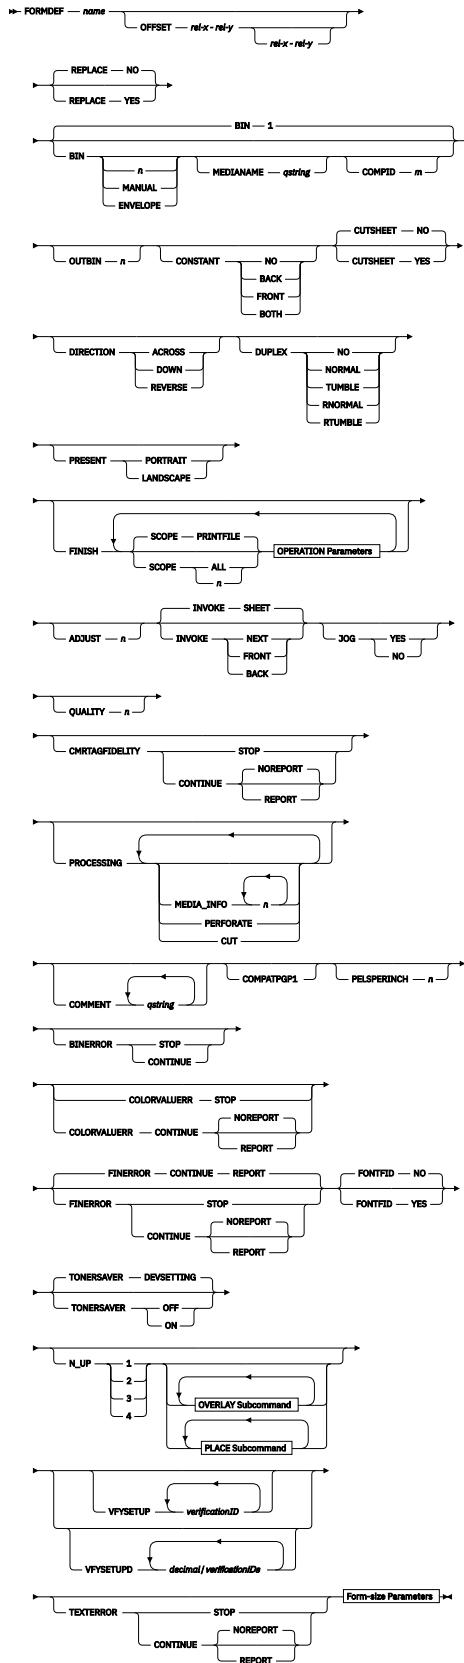 FORMDEF name
OFFSET rel-x - rel-y
rel-x - rel-y
REPLACE NO
REPLACE YES
BIN 1
BIN
n
MANUAL
ENVELOPE
MEDIANAME qstring
COMPID m
OUTBIN n
CONSTANT NO
BACK
FRONT
BOTH
CUTSHEET NO
CUTSHEET YES
DIRECTION ACROSS
DOWN
REVERSE
DUPLEX NO
NORMAL
TUMBLE
RNORMAL
RTUMBLE
PRESENT PORTRAIT
LANDSCAPE
FINISH
SCOPE PRINTFILE
SCOPE ALL
n
OPERATION Parameters
ADJUST n
INVOKE SHEET
INVOKE NEXT
FRONT
BACK
JOG YES
NO
QUALITY n
CMRTAGFIDELITY STOP
CONTINUE NOREPORT
REPORT
PROCESSING
MEDIA_INFO n
PERFORATE
CUT
COMMENT qstring
COMPATPGP1
PELSPERINCH n
BINERROR STOP
CONTINUE
COLORVALUERR STOP
COLORVALUERR CONTINUE NOREPORT
REPORT
FINERROR CONTINUE REPORT
FINERROR STOP
CONTINUE NOREPORT
REPORT
FONTFID NO
FONTFID YES
TONERSAVER DEVSETTING
TONERSAVER OFF
ON
N_UP 1
2
3
4
OVERLAY Subcommand
PLACE Subcommand
VFYSETUP verificationID
VFYSETUPD decimal/verificationIDs
TEXTERROR STOP
CONTINUE NOREPORT
REPORT
Form-size Parameters